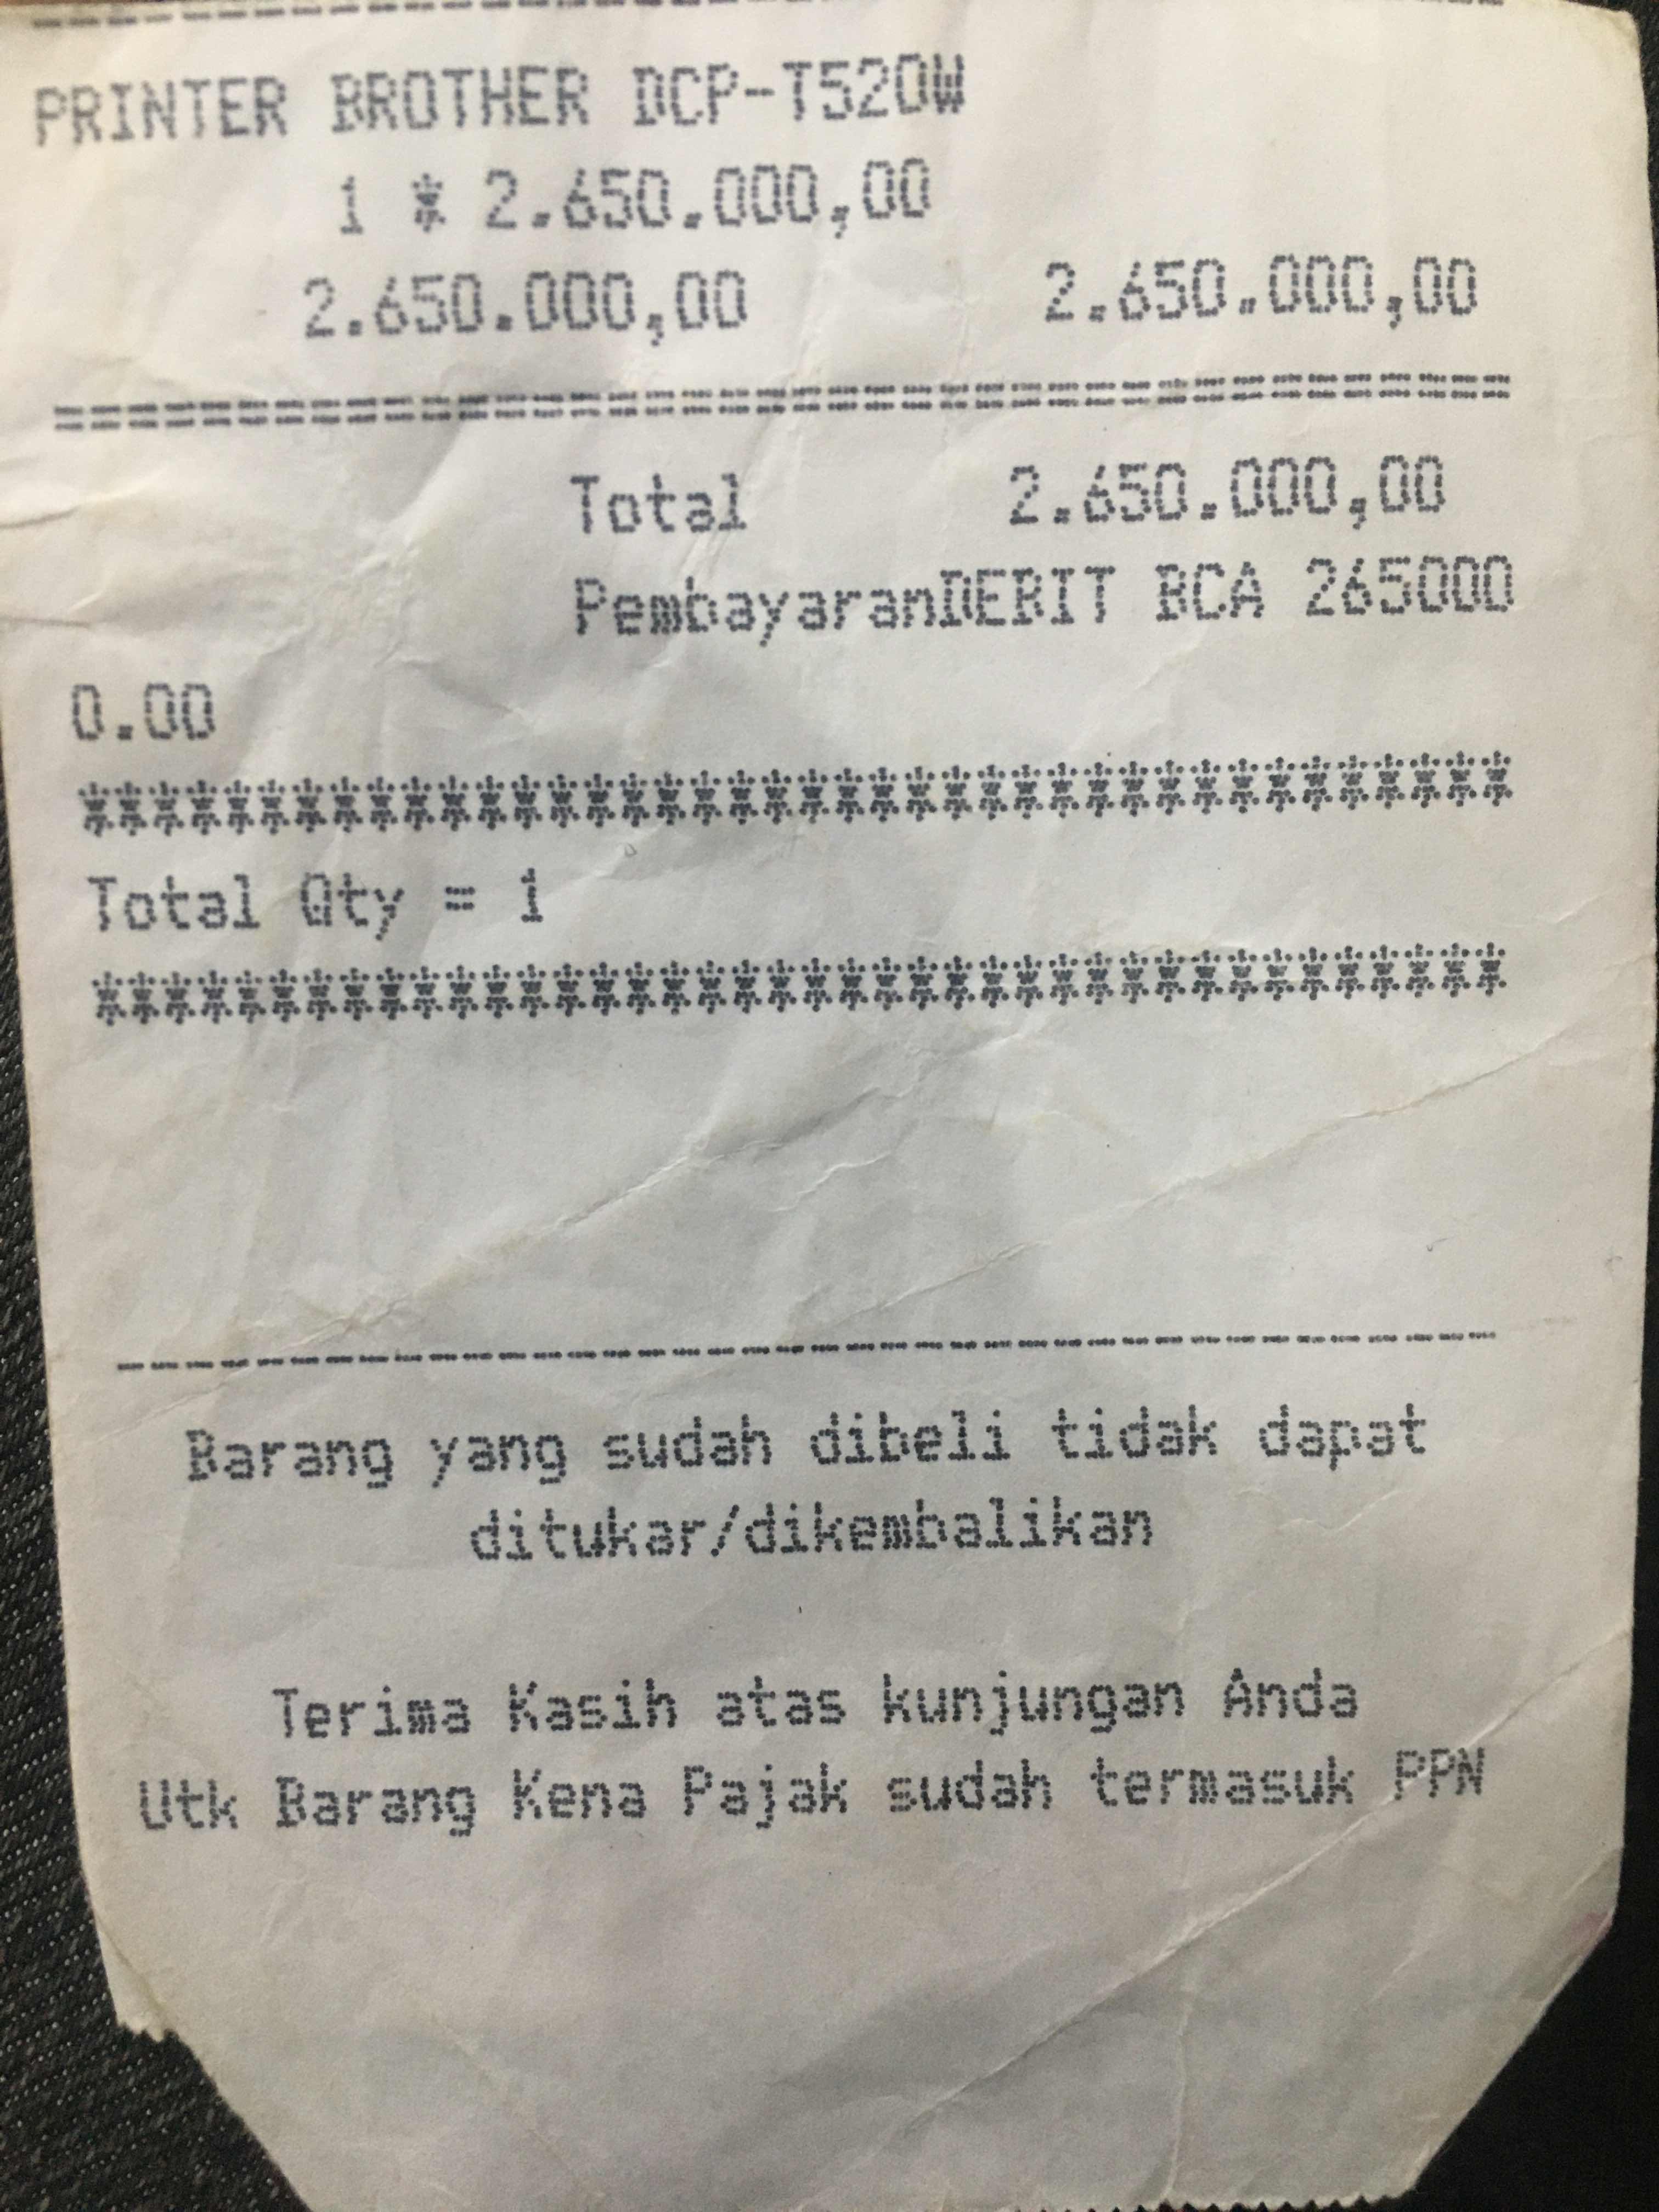 PRINTER BROTHER DCP-T520W
1 * 2.650.000,00
2.650.000,00 2.650.000,00
Total 2.650.000,00
PembayaranDEBIT BCA 265000
0.00
****************************************
Total Qty = 1
****************************************
Barang yang sudah dibeli tidak dapat
ditukar/dikembalikan
Terima Kasih atas kunjungan Anda
Utk Barang Kena Pajak sudah termasuk PPN